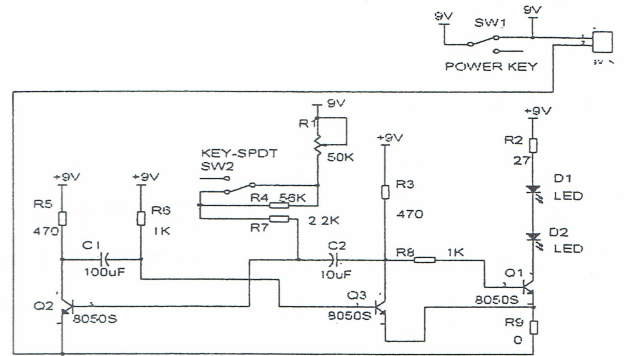 9V
SW1
9V
1
2
POWER KEY
9V
R1
50K
+9V
R2
27
+9V
KEY-SPDT
SW2
+9V
+9V
R4
56K
R3
470
D1
LED
R5
470
R6
1K
R7
2.2K
D2
LED
C1
100uF
C2
10uF
R8
1K
Q1
8050S
Q2
8050S
Q3
8050S
R9
0